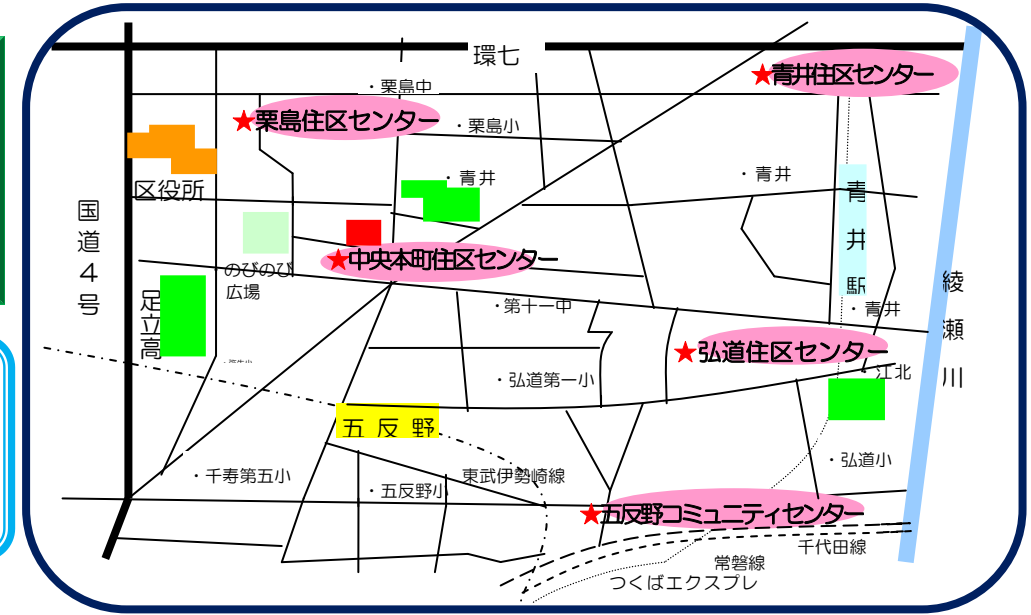 環七
青井住区センター
・栗島中
栗島住区センター
・栗島小
・青井
・青井
区役所
国道４号
青井駅
中央本町住区センター
のびのび
広場
足立高
・第十一中
・青井
綾瀬川
弘道住区センター
・江北
・弘道第一小
五反野
・弘道小
・千寿第五小
東武伊勢崎線
・五反野小
五反野コミュニティセンター
千代田線
常磐線
つくばエクスプレ